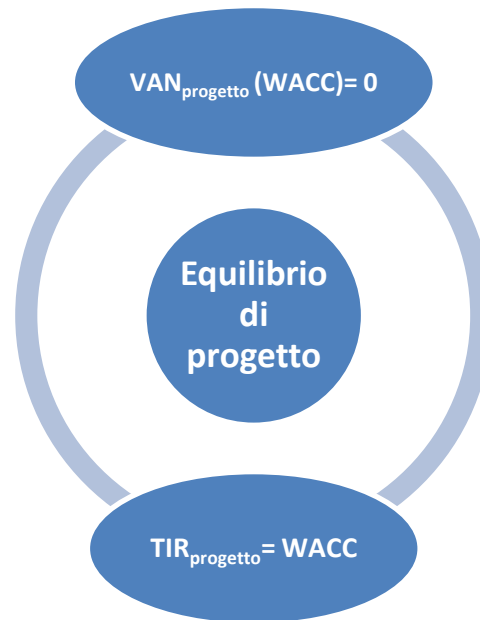 VANprogetto (WACC)= 0
Equilibrio
di
progetto
TIRprogetto= WACC